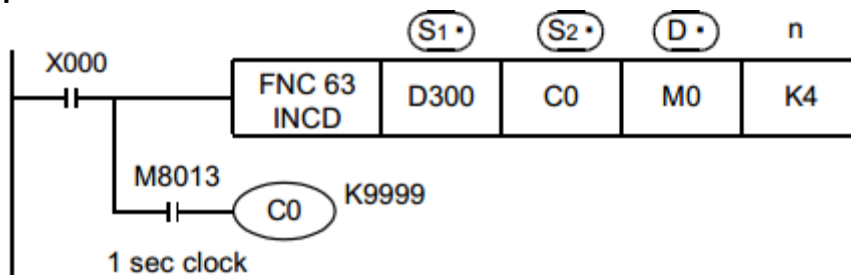 S1• S2• D• n
X000
FNC 63 INCD D300 C0 M0 K4
M8013
C0 K9999
1 sec clock